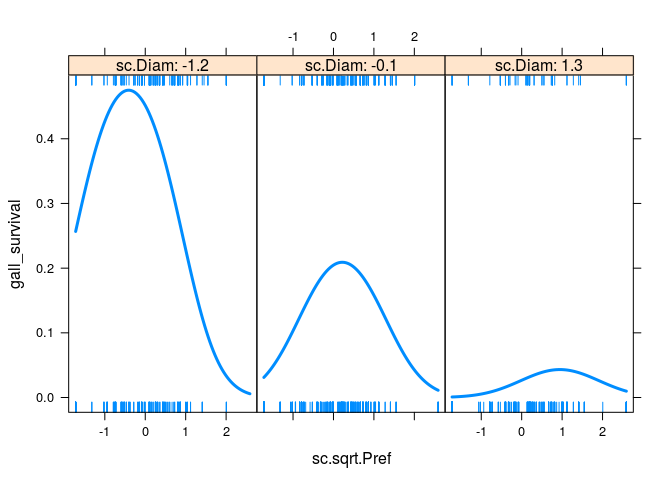 -1 0 1 2
sc.Diam: -1.2 sc.Diam: -0.1 sc.Diam: 1.3
0.4
0.3
0.2
0.1
0.0
gall_survival
-1 0 1 2 -1 0 1 2
sc.sqrt.Pref